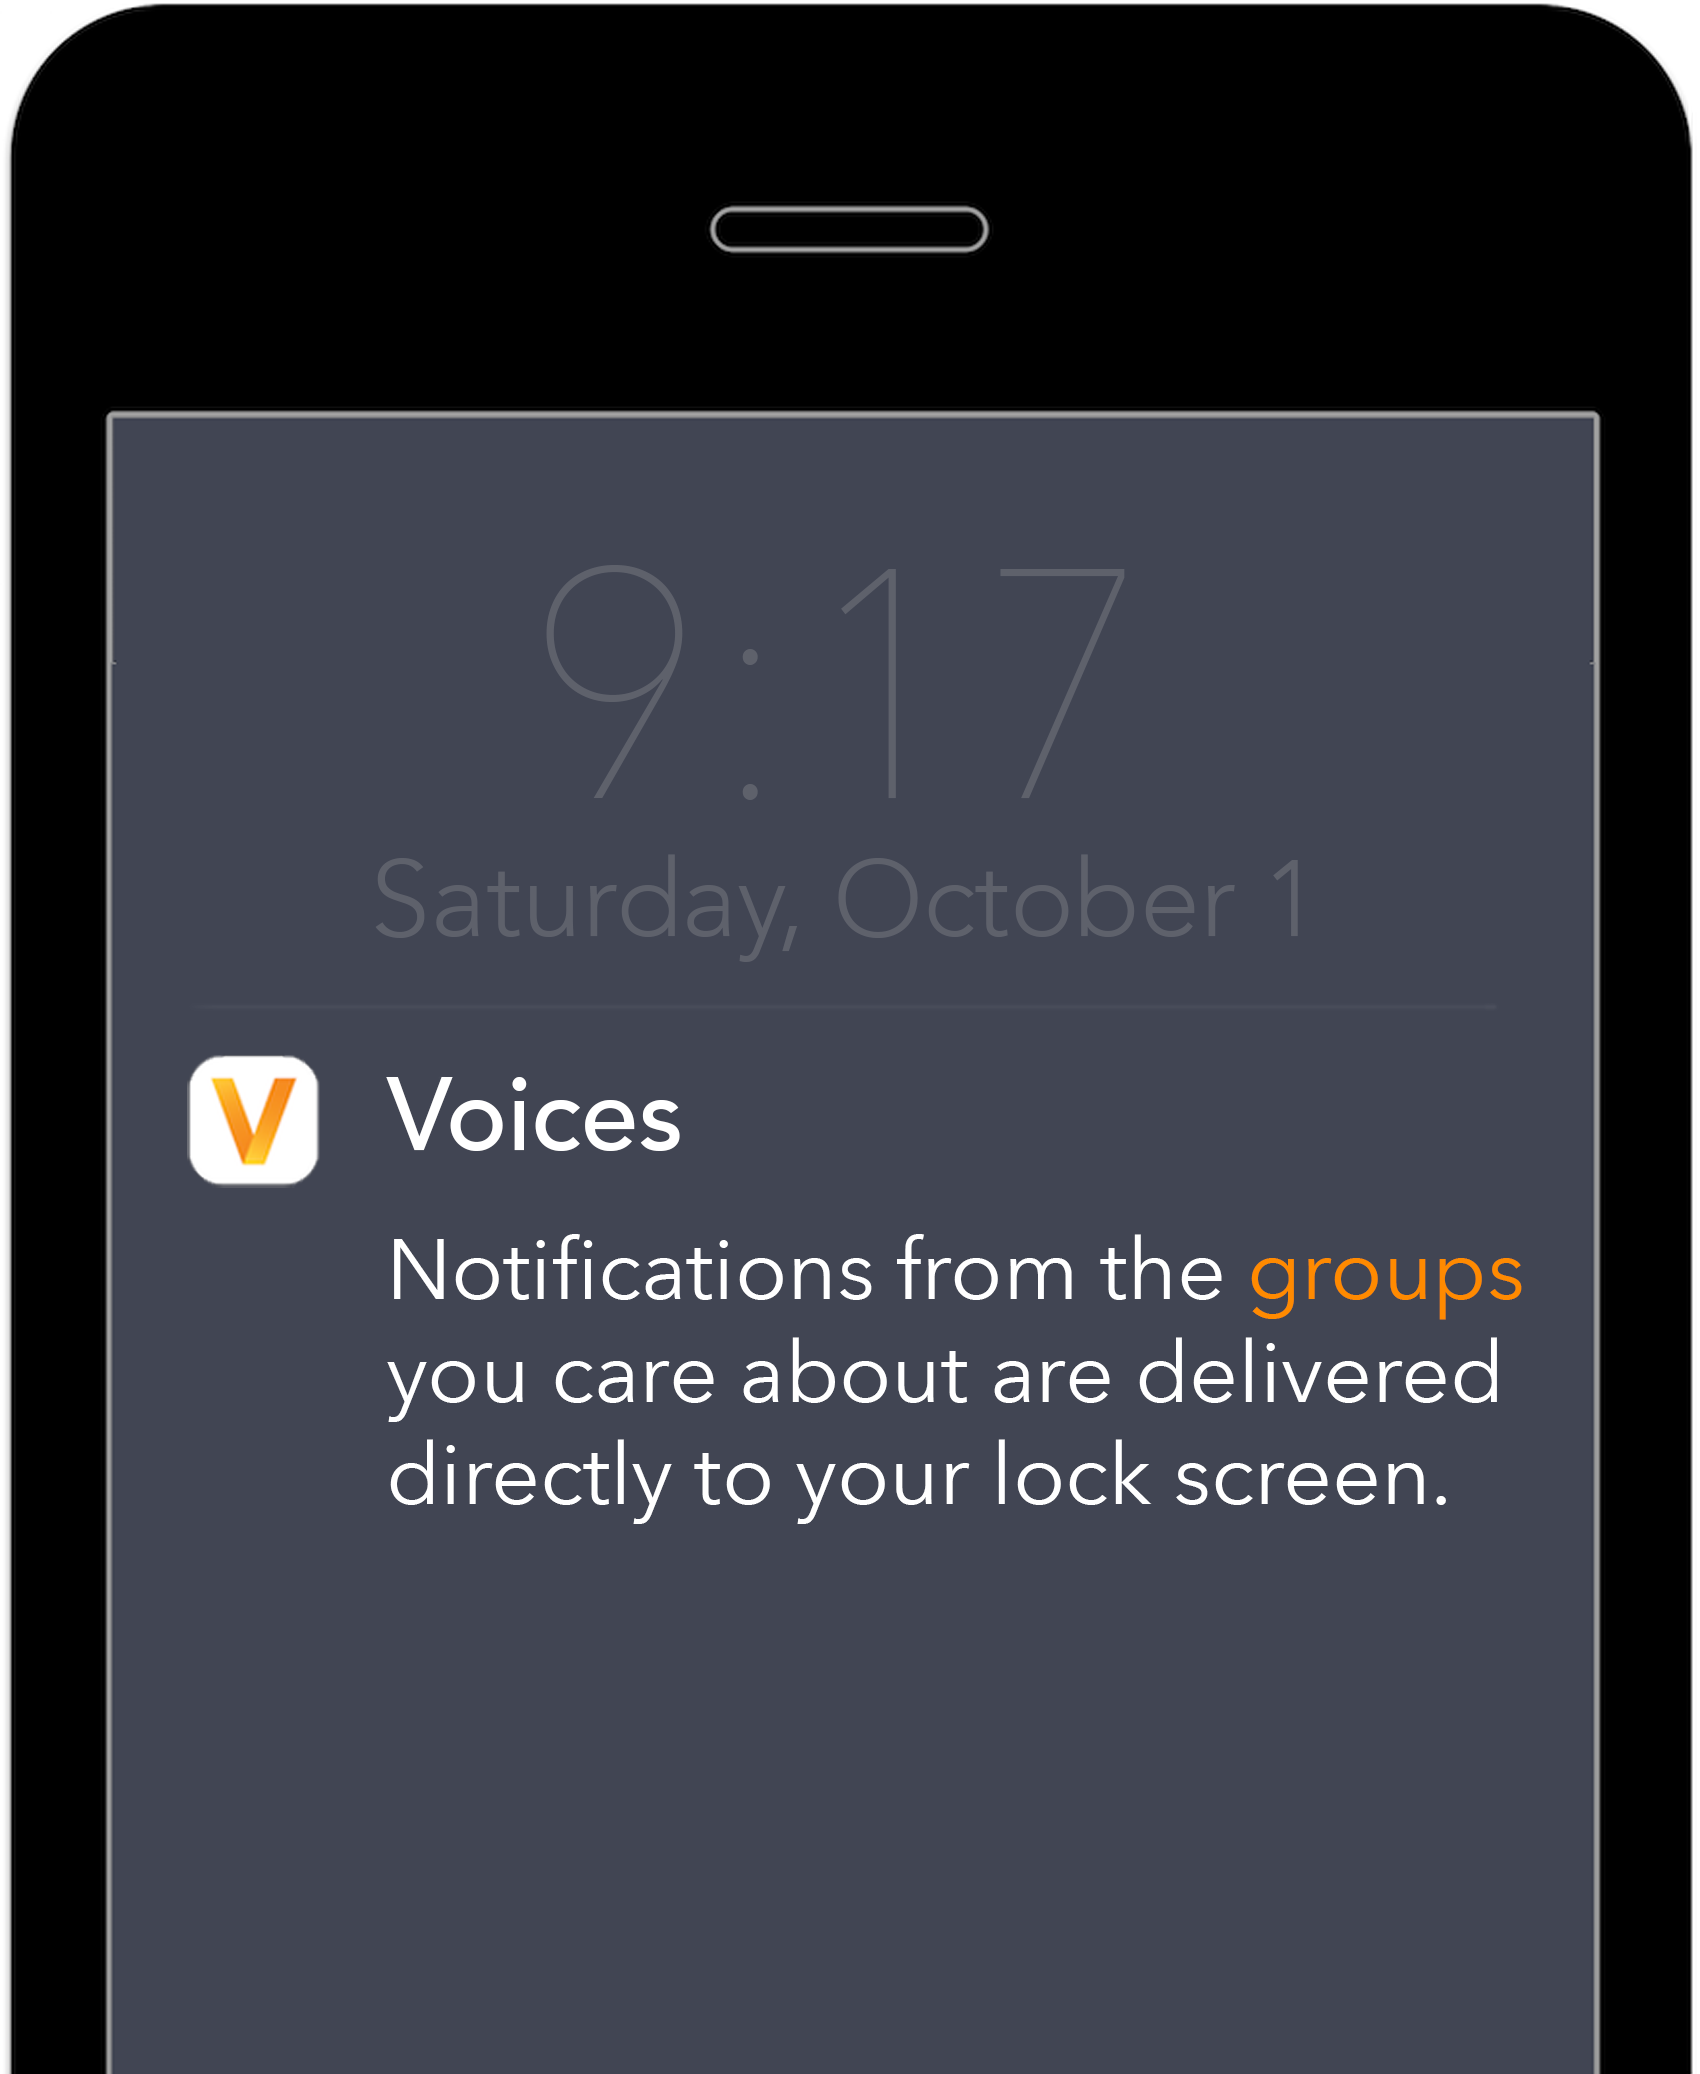 9:17
Saturday, October 1
V
Voices
Notifications from the groups
you care about are delivered
directly to your lock screen.